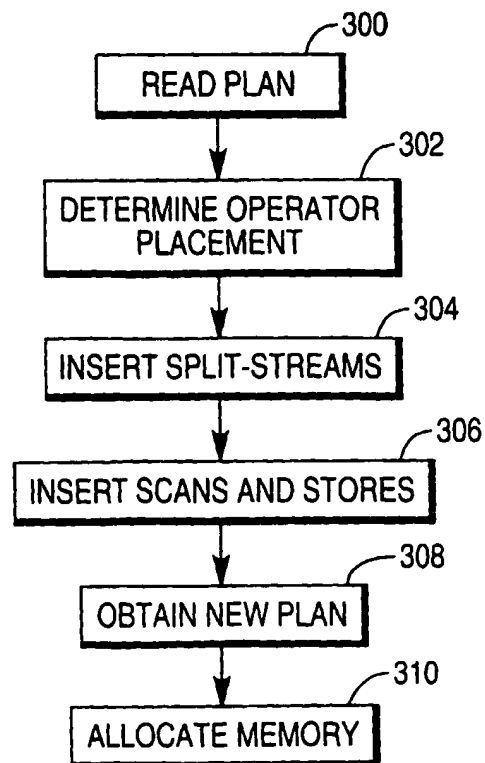 300
READ PLAN
302
DETERMINE OPERATOR
PLACEMENT
304
INSERT SPLIT-STREAMS
306
INSERT SCANS AND STORES
308
OBTAIN NEW PLAN
310
ALLOCATE MEMORY